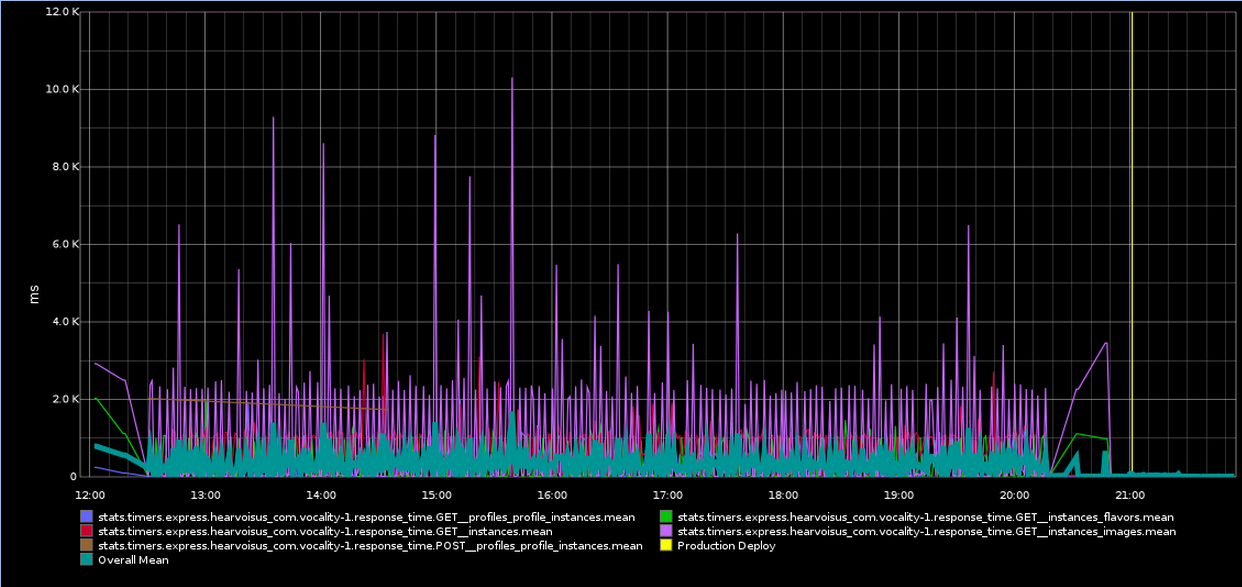 12.0 K
10.0 K
8.0 K
6.0 K
ms
4.0 K
2.0 K
0
12:00 13:00 14:00 15:00 16:00 17:00 18:00 19:00 20:00 21:00
stats.timers.express.hearvoisus_com.vocality-1.response_time.GET__profiles_profile_instances.mean stats.timers.express.hearvoisus_com.vocality-1.response_time.GET__instances_flavors.mean
stats.timers.express.hearvoisus_com.vocality-1.response_time.GET__instances.mean stats.timers.express.hearvoisus_com.vocality-1.response_time.GET__instances_images.mean
stats.timers.express.hearvoisus_com.vocality-1.response_time.POST__profiles_profile_instances.mean Production Deploy
Overall Mean